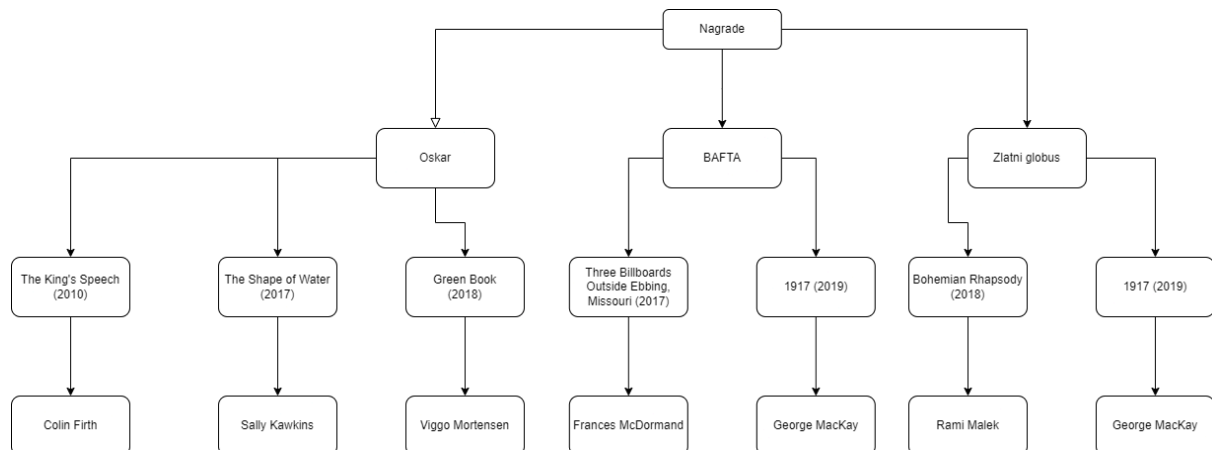 Nagrade
Oskar
BAFTA
Zlatni globus
The King's Speech
(2010)
The Shape of Water
(2017)
Green Book
(2018)
Three Billboards
Outside Ebbing,
Missouri (2017)
1917 (2019)
Bohemian Rhapsody
(2018)
1917 (2019)
Colin Firth
Sally Kawkins
Viggo Mortensen
Frances McDormand
George MacKay
Rami Malek
George MacKay